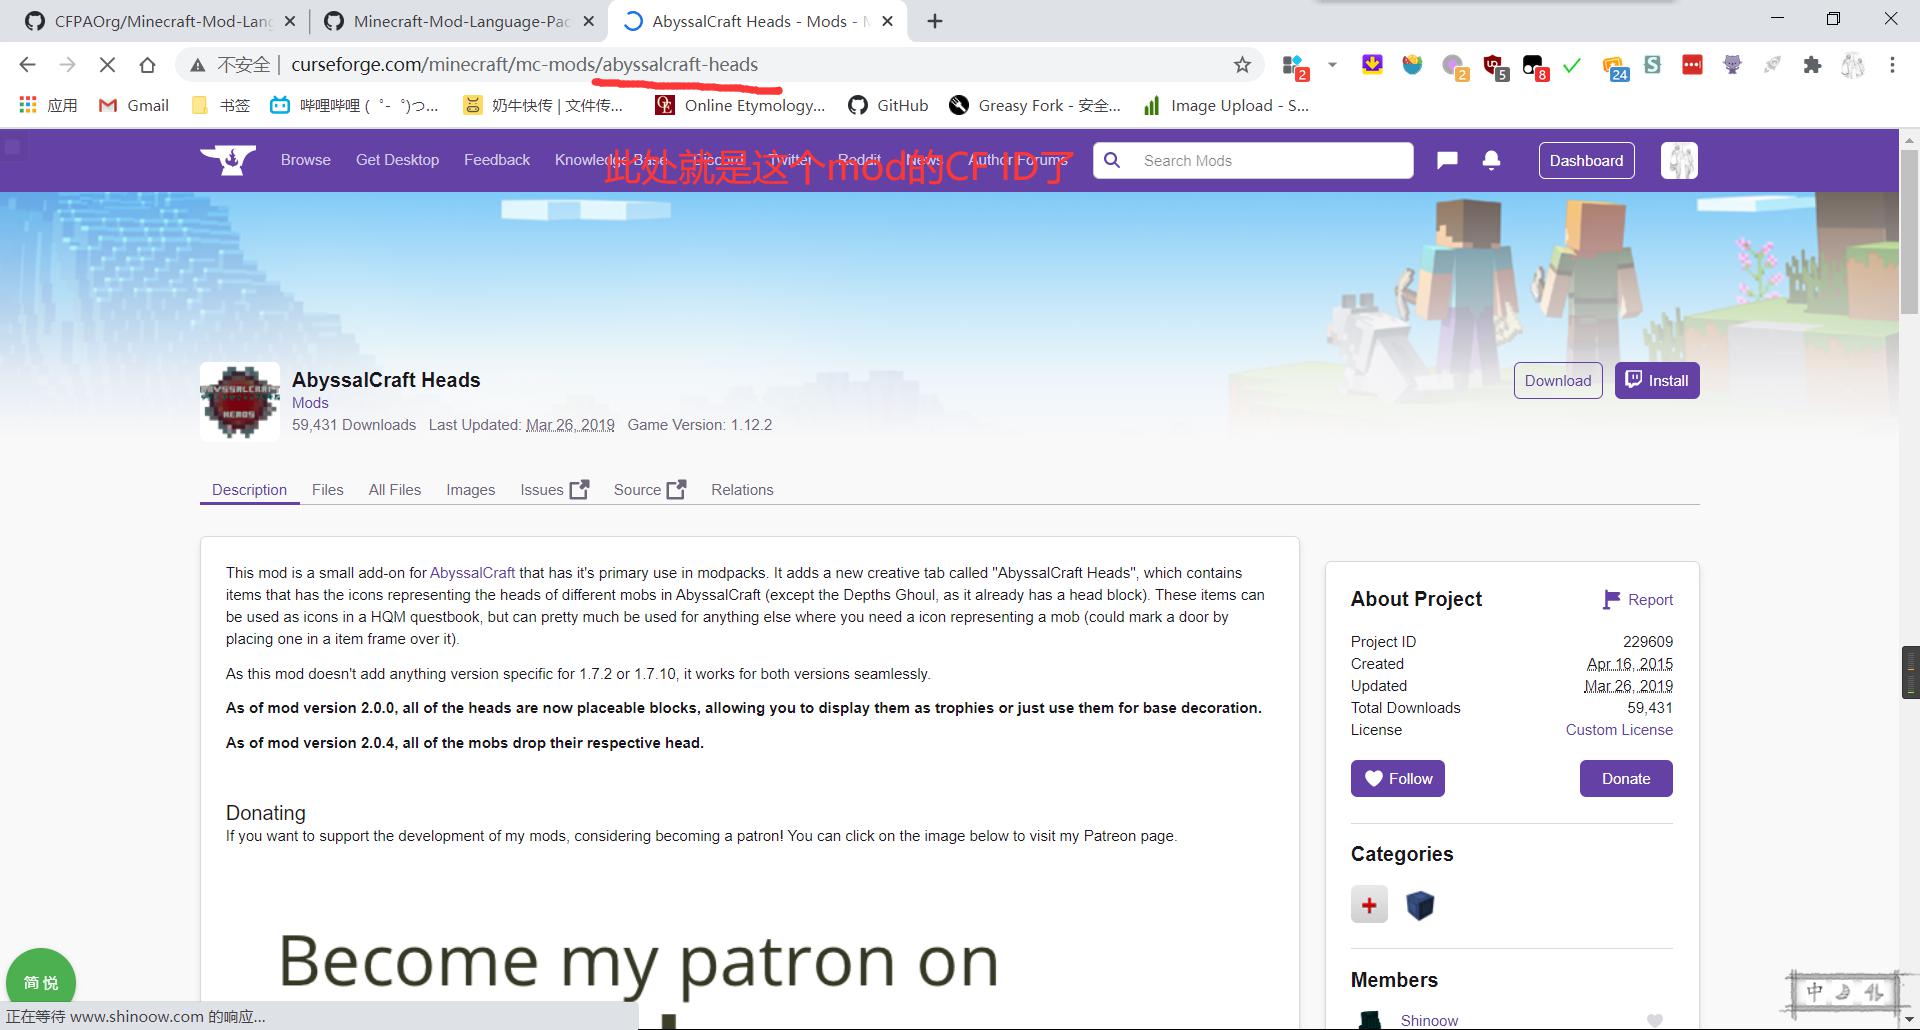 CFPAOrg/Minecraft-Mod-Lang
Minecraft-Mod-Language-Pac
AbyssalCraft Heads - Mods - M
不安全 | curseforge.com/minecraft/mc-mods/abyssalcraft-heads
2
2
5
8
24
应用
Gmail
书签
哔哩哔哩 ( ゜- ゜)つ...
奶牛快传 | 文件传...
Online Etymology...
GitHub
Greasy Fork - 安全...
Image Upload - S...
Browse
Get Desktop
Feedback
Knowledge Base
Discord
Twitter
Reddit
News
Author Forums
Search Mods
Dashboard
此处就是这个mod的CF ID了
AbyssalCraft Heads
Mods
59,431 Downloads Last Updated: Mar 26, 2019 Game Version: 1.12.2
Download
Install
Description
Files
All Files
Images
Issues
Source
Relations
This mod is a small add-on for AbyssalCraft that has it's primary use in modpacks. It adds a new creative tab called "AbyssalCraft Heads", which contains
items that has the icons representing the heads of different mobs in AbyssalCraft (except the Depths Ghoul, as it already has a head block). These items can
be used as icons in a HQM questbook, but can pretty much be used for anything else where you need a icon representing a mob (could mark a door by
placing one in a item frame over it).
As this mod doesn't add anything version specific for 1.7.2 or 1.7.10, it works for both versions seamlessly.
As of mod version 2.0.0, all of the heads are now placeable blocks, allowing you to display them as trophies or just use them for base decoration.
As of mod version 2.0.4, all of the mobs drop their respective head.
Donating
If you want to support the development of my mods, considering becoming a patron! You can click on the image below to visit my Patreon page.
Become my patron on
About Project
Report
Project ID 229609
Created Apr 16, 2015
Updated Mar 26, 2019
Total Downloads 59,431
License Custom License
Follow
Donate
Categories
Members
Shinoow
简悦
中
正在等待 www.shinoow.com 的响应...